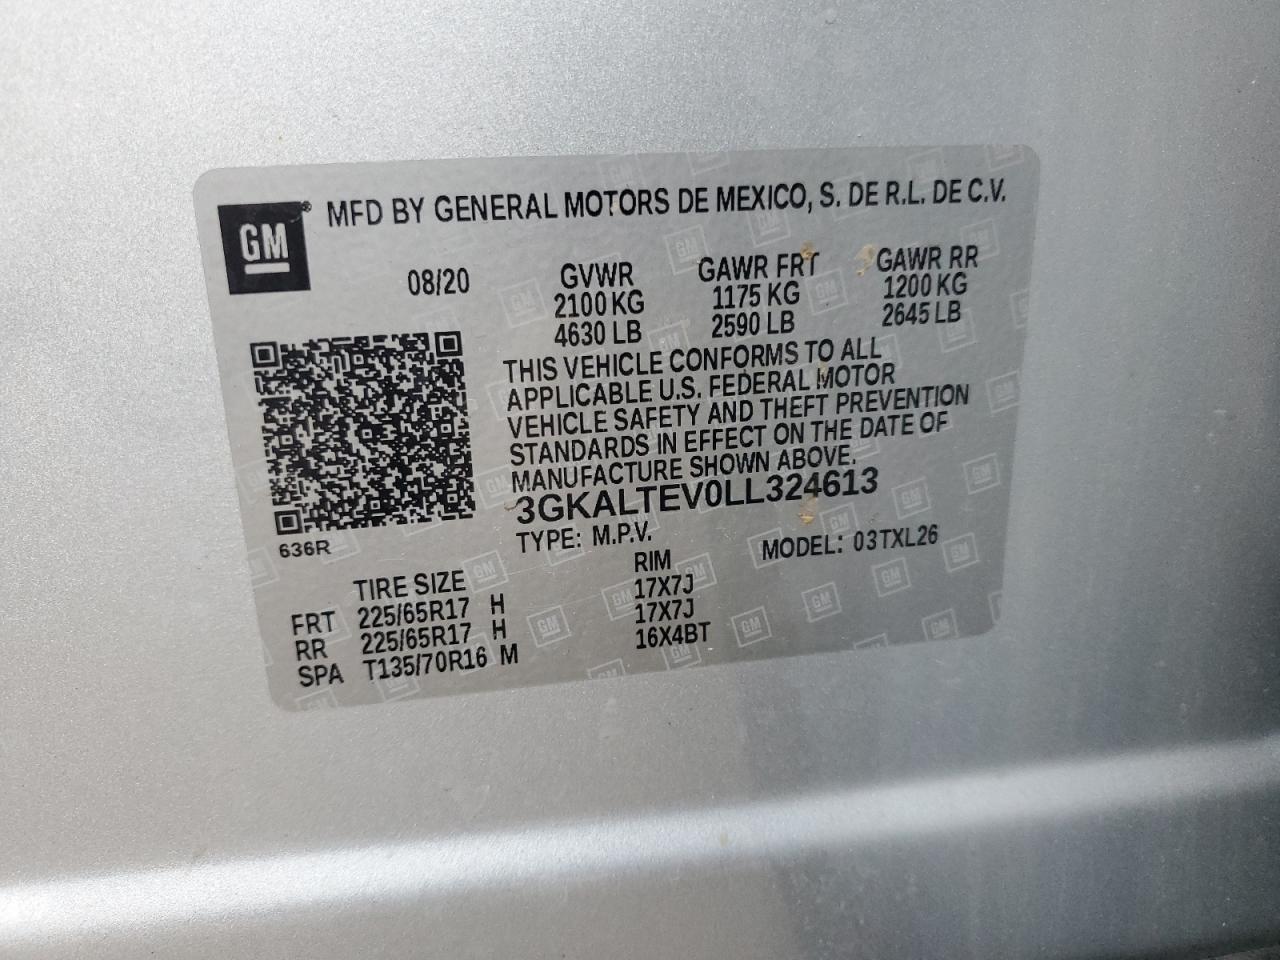 GM ® MFD BY GENERAL MOTORS DE MEXICO, S. DE R.L. DE C.V.
08/20 GVWR GAWR FRT GAWR RR
2100 KG 1175 KG 1200 KG
4630 LB 2590 LB 2645 LB
THIS VEHICLE CONFORMS TO ALL
APPLICABLE U.S. FEDERAL MOTOR
VEHICLE SAFETY AND THEFT PREVENTION
STANDARDS IN EFFECT ON THE DATE OF
MANUFACTURE SHOWN ABOVE.
3GKALTEV0LL324613
636R TYPE: M.P.V. MODEL: 03TXL26
TIRE SIZE RIM
FRT 225/65R17 H 17X7J
RR 225/65R17 H 17X7J
SPA T135/70R16 M 16X4BT